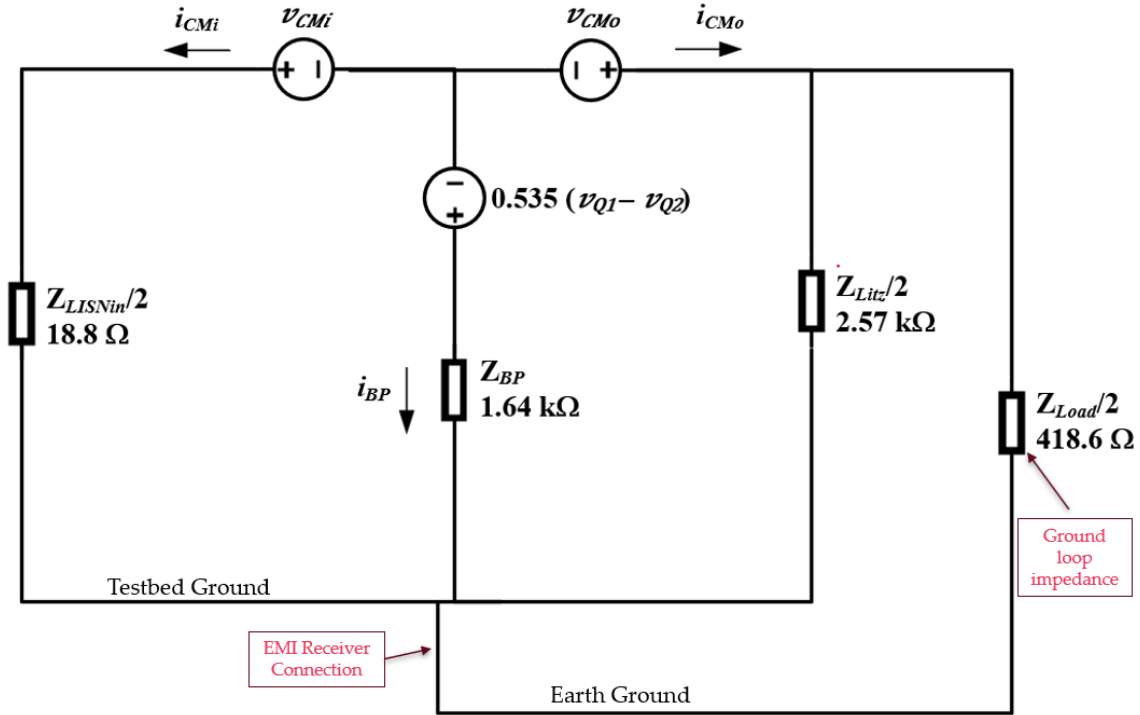 i_CMi
v_CMi
v_CMo
i_CMo
+ −
− +
−
+
0.535 (v_Q1− v_Q2)
Z_LISNin/2
18.8 Ω
Z_Litz/2
2.57 kΩ
i_BP
Z_BP
1.64 kΩ
Z_Load/2
418.6 Ω
Ground
loop
impedance
Testbed Ground
EMI Receiver
Connection
Earth Ground